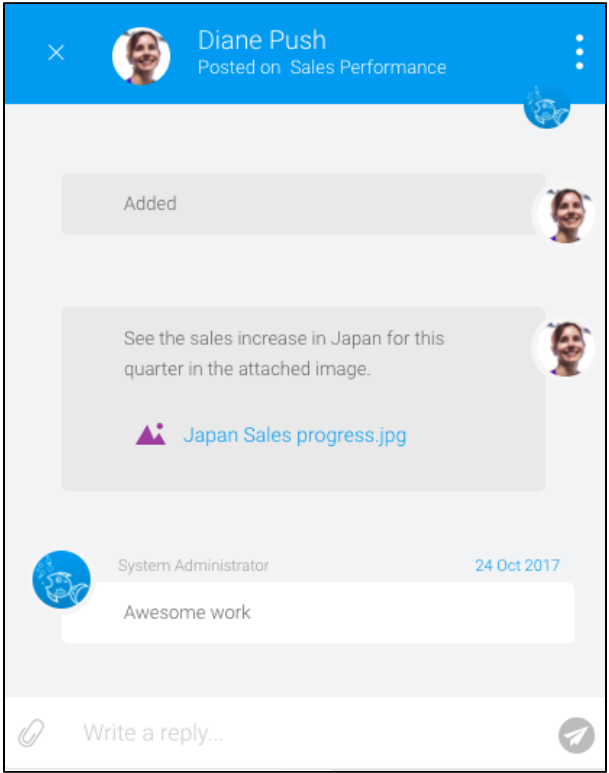 Diane Push
Posted on Sales Performance
Added
See the sales increase in Japan for this
quarter in the attached image.
Japan Sales progress.jpg
System Administrator
24 Oct 2017
Awesome work
Write a reply...